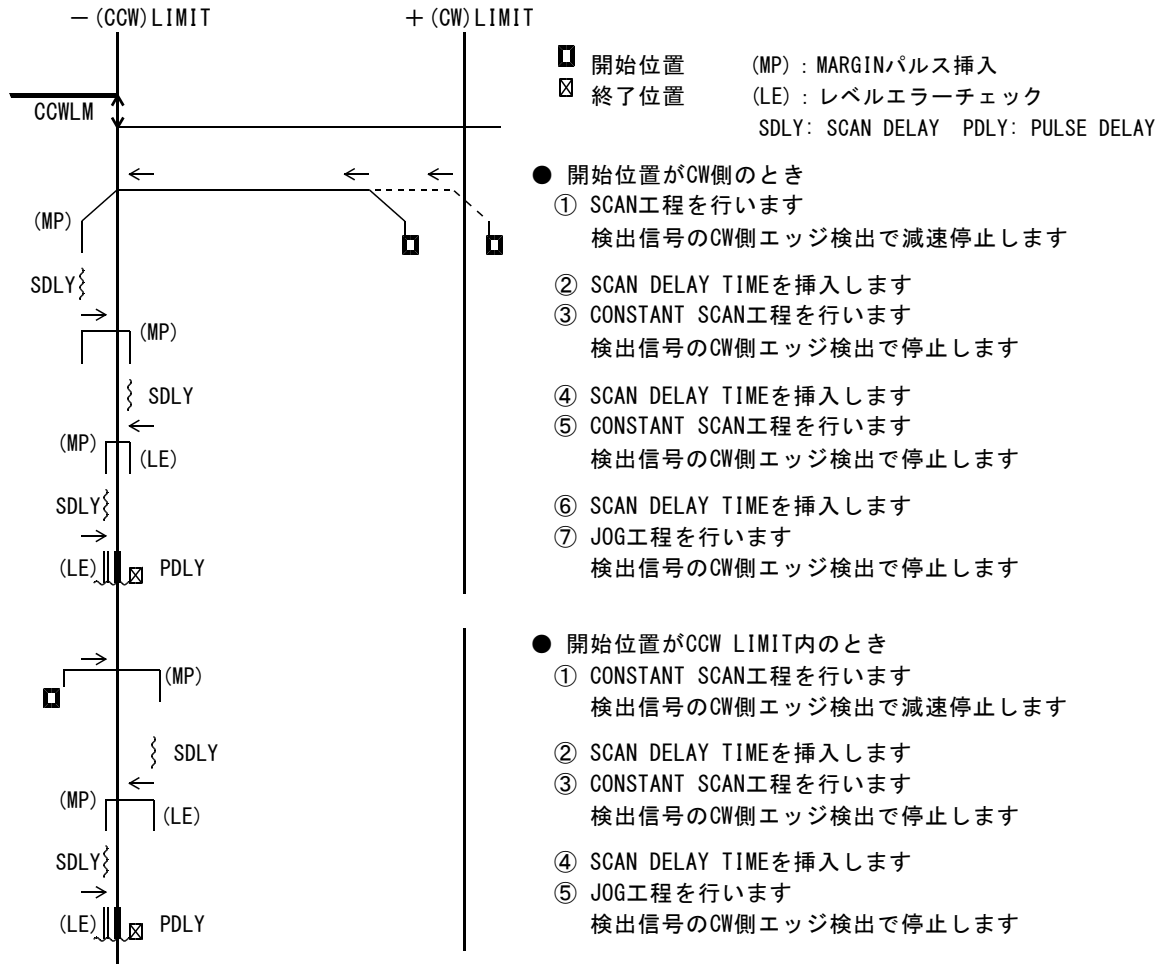 －(CCW)LIMIT
＋(CW)LIMIT
開始位置 (MP)：MARGINパルス挿入
終了位置 (LE)：レベルエラーチェック
SDLY: SCAN DELAY PDLY: PULSE DELAY
CCWLM
● 開始位置がCW側のとき
① SCAN工程を行います
検出信号のCW側エッジ検出で減速停止します
(MP)
② SCAN DELAY TIMEを挿入します
SDLY
③ CONSTANT SCAN工程を行います
検出信号のCW側エッジ検出で停止します
(MP)
④ SCAN DELAY TIMEを挿入します
SDLY
⑤ CONSTANT SCAN工程を行います
検出信号のCW側エッジ検出で停止します
(MP)
(LE)
⑥ SCAN DELAY TIMEを挿入します
SDLY
⑦ JOG工程を行います
検出信号のCW側エッジ検出で停止します
(LE)
PDLY
● 開始位置がCCW LIMIT内のとき
① CONSTANT SCAN工程を行います
検出信号のCW側エッジ検出で減速停止します
(MP)
② SCAN DELAY TIMEを挿入します
SDLY
③ CONSTANT SCAN工程を行います
検出信号のCW側エッジ検出で停止します
(MP)
(LE)
④ SCAN DELAY TIMEを挿入します
SDLY
⑤ JOG工程を行います
検出信号のCW側エッジ検出で停止します
(LE)
PDLY